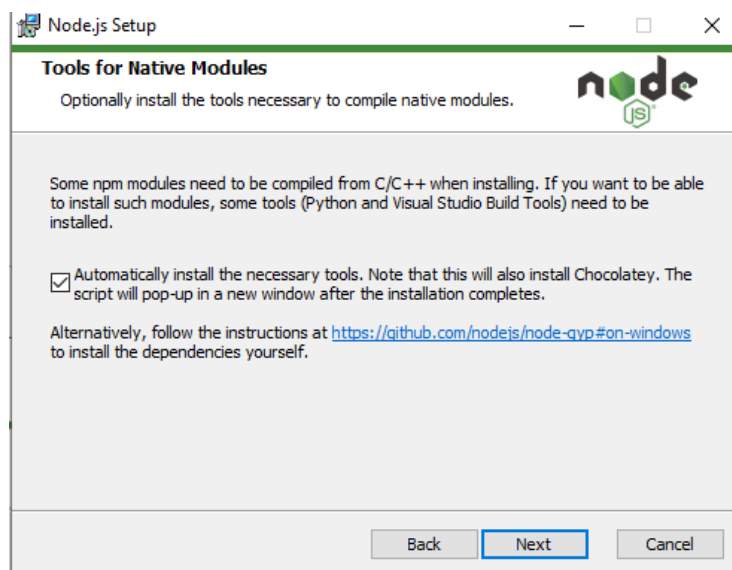 Node.js Setup
Tools for Native Modules
Optionally install the tools necessary to compile native modules.
node
JS
Some npm modules need to be compiled from C/C++ when installing. If you want to be able
to install such modules, some tools (Python and Visual Studio Build Tools) need to be
installed.
Automatically install the necessary tools. Note that this will also install Chocolatey. The
script will pop-up in a new window after the installation completes.
Alternatively, follow the instructions at https://github.com/nodejs/node-gyp#on-windows
to install the dependencies yourself.
Back Next Cancel